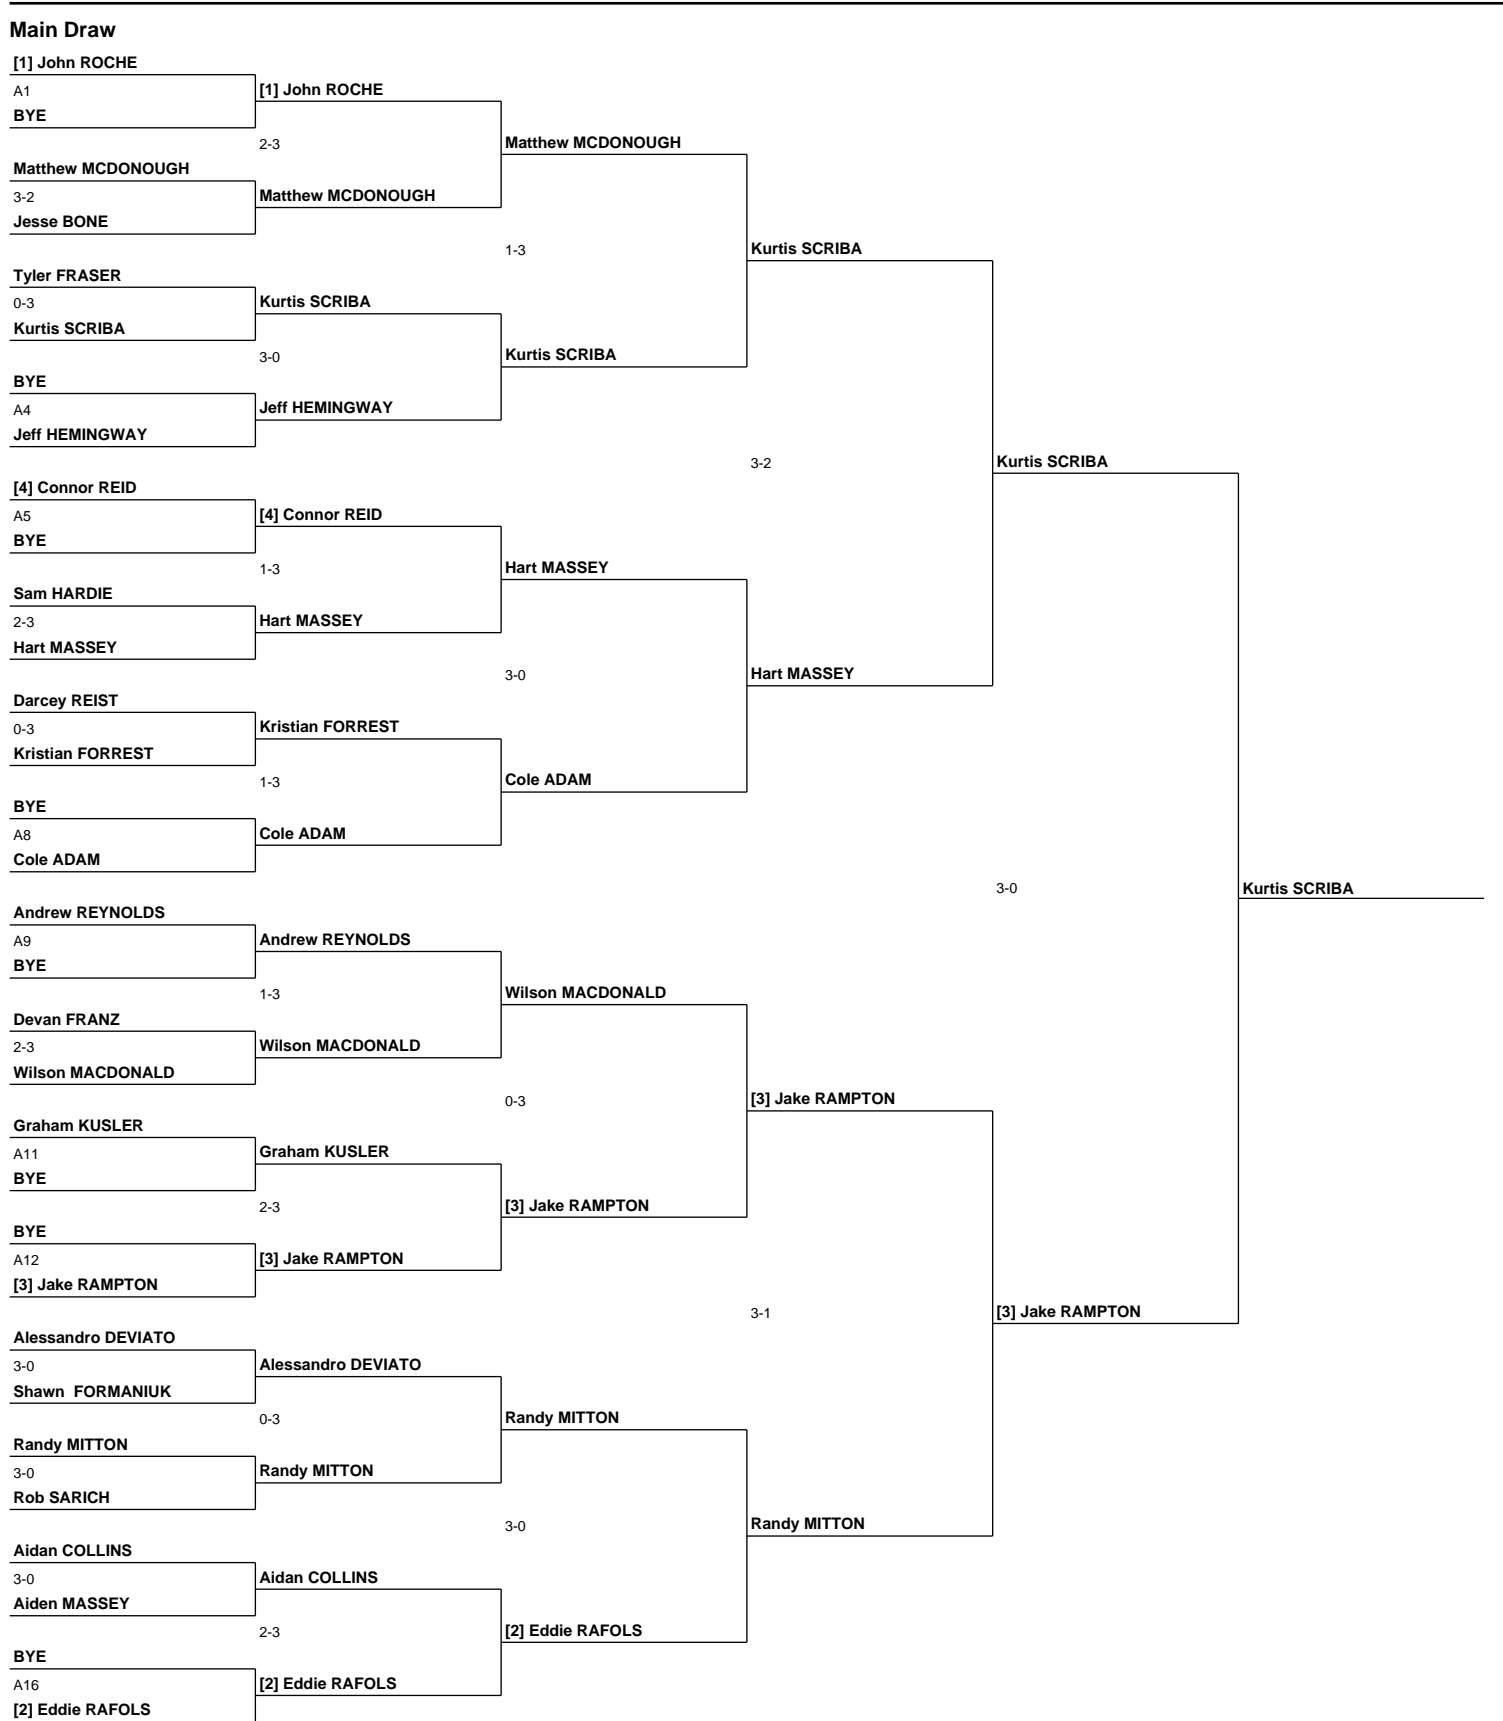 Main Draw
[1] John ROCHE
A1
[1] John ROCHE
BYE
2-3
Matthew MCDONOUGH
Matthew MCDONOUGH
3-2
Matthew MCDONOUGH
Jesse BONE
1-3
Kurtis SCRIBA
Tyler FRASER
0-3
Kurtis SCRIBA
Kurtis SCRIBA
3-0
Kurtis SCRIBA
BYE
A4
Jeff HEMINGWAY
Jeff HEMINGWAY
3-2
Kurtis SCRIBA
[4] Connor REID
A5
[4] Connor REID
BYE
1-3
Hart MASSEY
Sam HARDIE
2-3
Hart MASSEY
Hart MASSEY
3-0
Hart MASSEY
Darcey REIST
0-3
Kristian FORREST
Kristian FORREST
1-3
Cole ADAM
BYE
A8
Cole ADAM
Cole ADAM
3-0
Kurtis SCRIBA
Andrew REYNOLDS
A9
Andrew REYNOLDS
BYE
1-3
Wilson MACDONALD
Devan FRANZ
2-3
Wilson MACDONALD
Wilson MACDONALD
0-3
[3] Jake RAMPTON
Graham KUSLER
A11
Graham KUSLER
BYE
2-3
[3] Jake RAMPTON
BYE
A12
[3] Jake RAMPTON
[3] Jake RAMPTON
3-1
[3] Jake RAMPTON
Alessandro DEVIATO
3-0
Alessandro DEVIATO
Shawn  FORMANIUK
0-3
Randy MITTON
Randy MITTON
3-0
Randy MITTON
Rob SARICH
3-0
Randy MITTON
Aidan COLLINS
3-0
Aidan COLLINS
Aiden MASSEY
2-3
[2] Eddie RAFOLS
BYE
A16
[2] Eddie RAFOLS
[2] Eddie RAFOLS